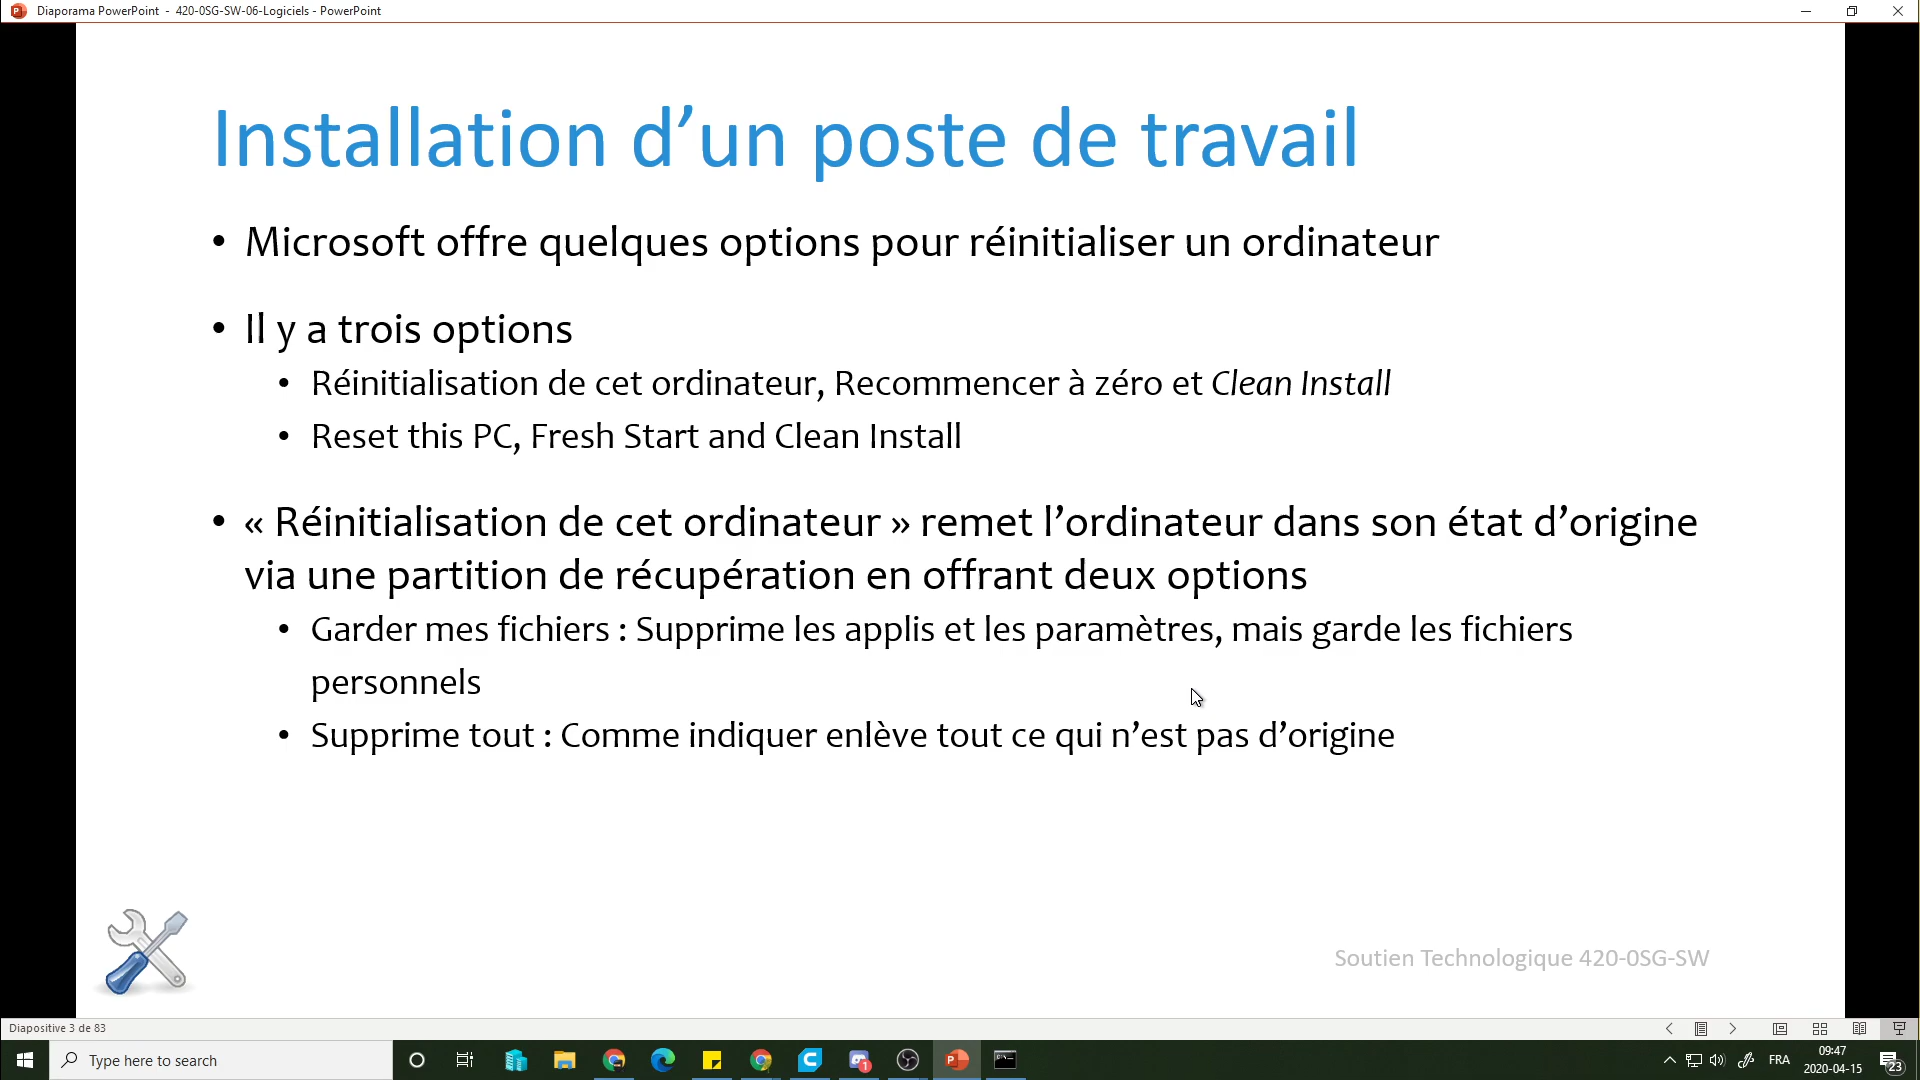 Diaporama PowerPoint - 420-0SG-SW-06-Logiciels - PowerPoint
Installation d’un poste de travail
• Microsoft offre quelques options pour réinitialiser un ordinateur
• Il y a trois options
• Réinitialisation de cet ordinateur, Recommencer à zéro et Clean Install
• Reset this PC, Fresh Start and Clean Install
• « Réinitialisation de cet ordinateur » remet l’ordinateur dans son état d’origine
via une partition de récupération en offrant deux options
• Garder mes fichiers : Supprime les applis et les paramètres, mais garde les fichiers
personnels
• Supprime tout : Comme indiquer enlève tout ce qui n’est pas d’origine
Soutien Technologique 420-0SG-SW
Diapositive 3 de 83
Type here to search
1
FRA
09:47
2020-04-15
23